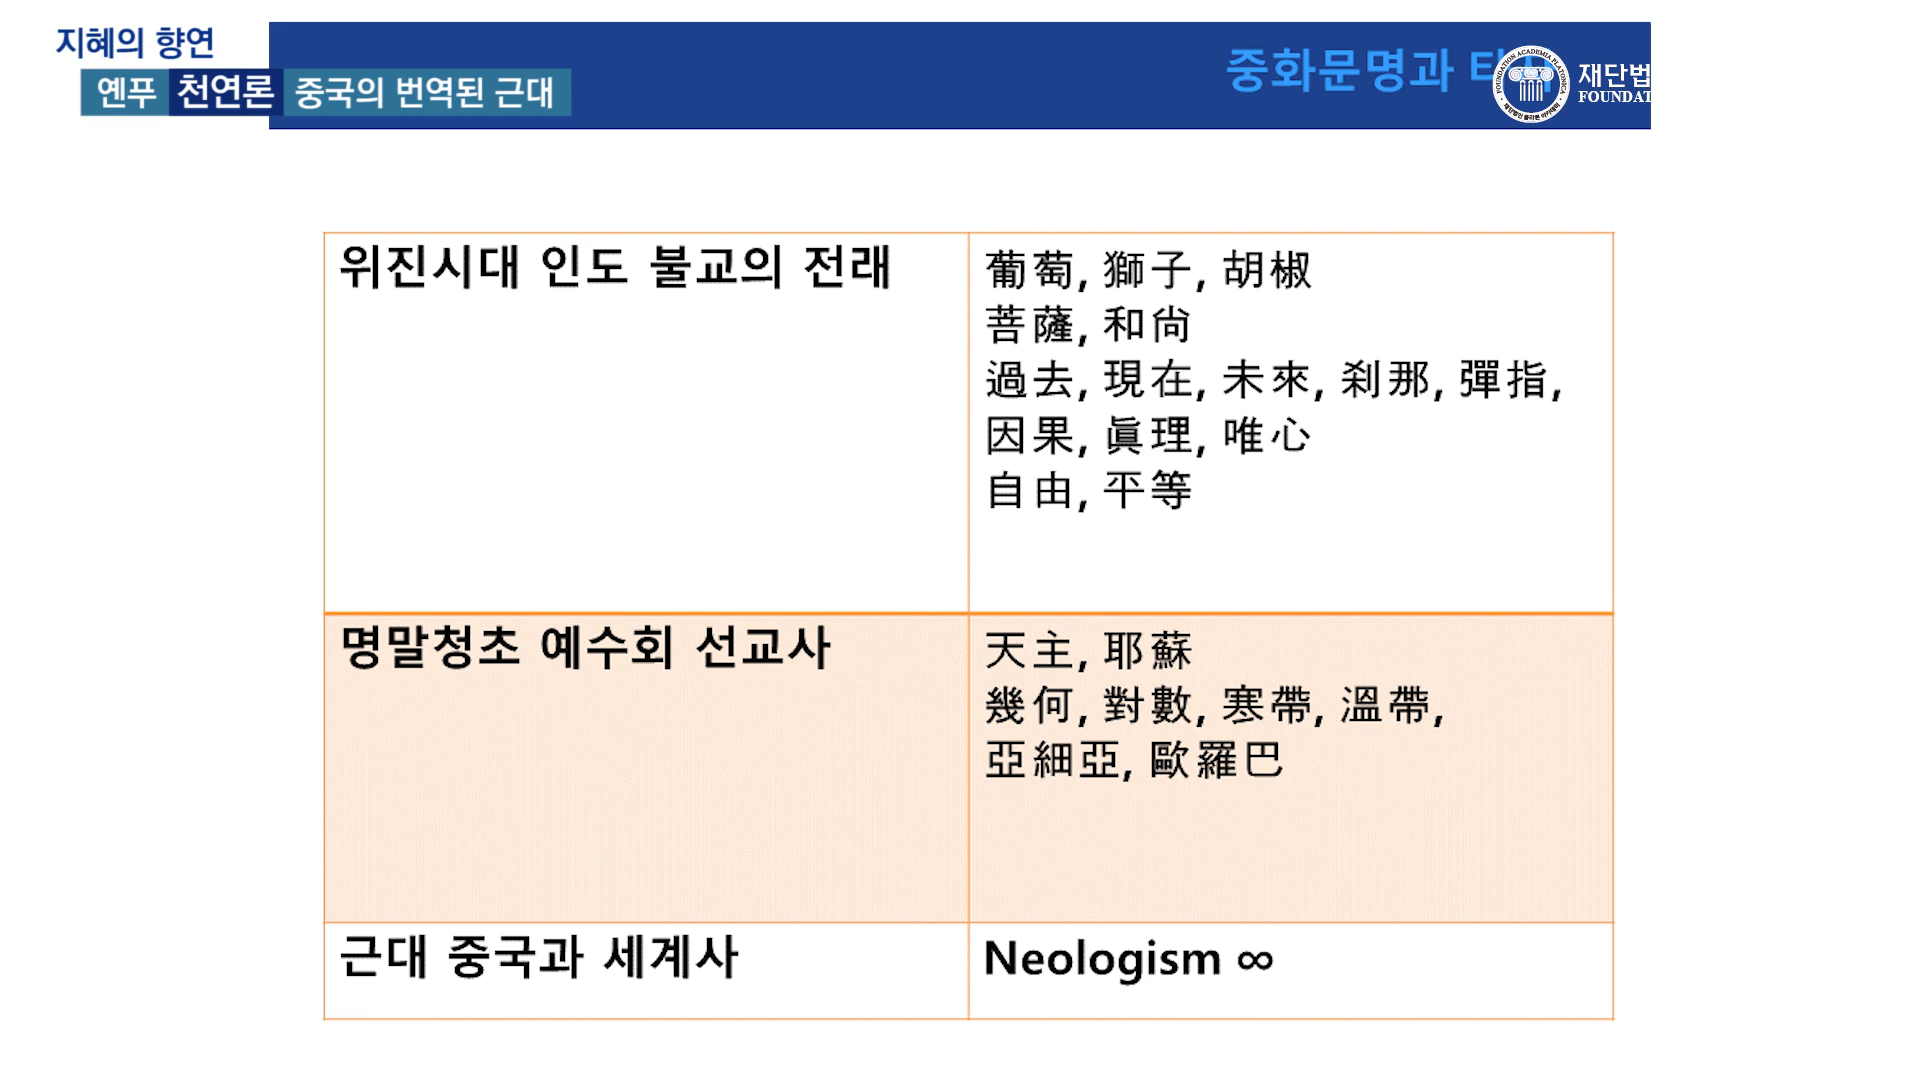 지혜의 향연
옌푸 천연론 중국의 번역된 근대
중화문명과
FOUNDATION ACADEMIA PLATONICA
재단법
FOUNDAT
위진시대 인도 불교의 전래
葡萄, 獅子, 胡椒
菩薩, 和尙
過去, 現在, 未來, 刹那, 彈指,
因果, 眞理, 唯心
自由, 平等
명말청초 예수회 선교사
天主, 耶蘇
幾何, 對數, 寒帶, 溫帶,
亞細亞, 歐羅巴
근대 중국과 세계사
Neologism ∞